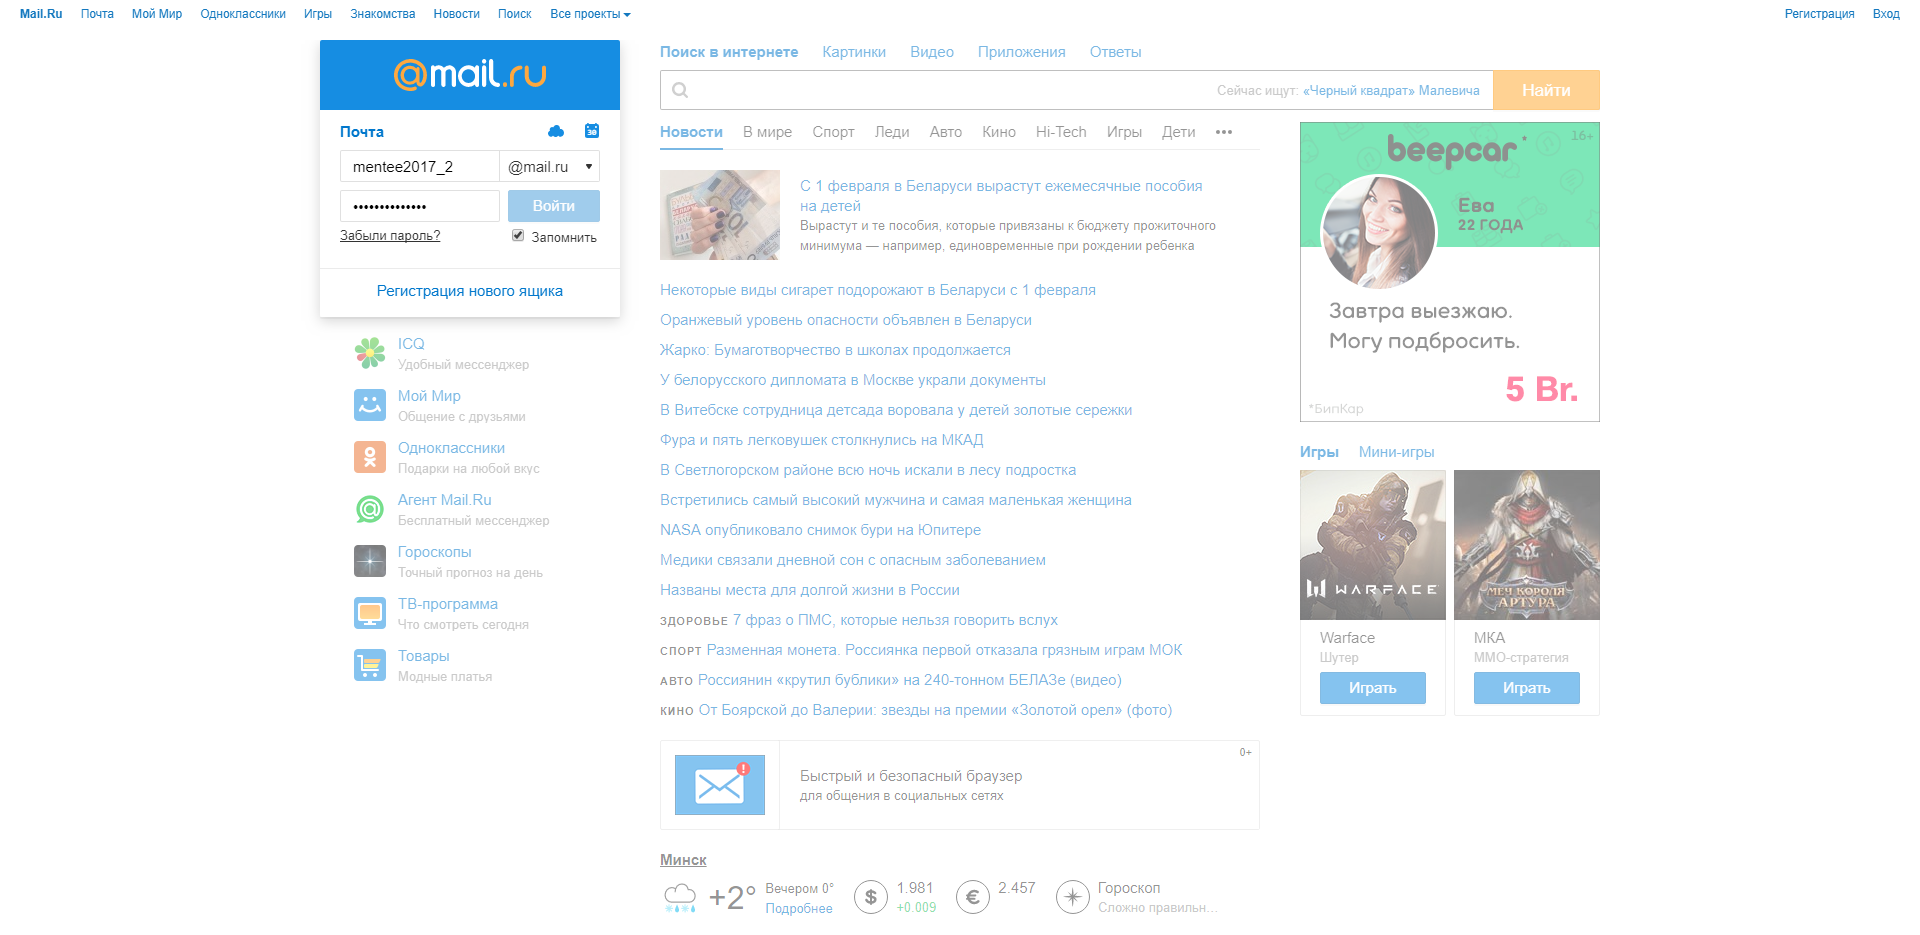 Mail.Ru Почта Мой Мир Одноклассники Игры Знакомства Новости Поиск Все проекты Регистрация Вход
@mail.ru
Почта
30
mentee2017_2 @mail.ru
•••••••••••••• Войти
Забыли пароль? Запомнить
Регистрация нового ящика
ICQ
Удобный мессенджер
Мой Мир
Общение с друзьями
Одноклассники
Подарки на любой вкус
Агент Mail.Ru
Бесплатный мессенджер
Гороскопы
Точный прогноз на день
ТВ-программа
Что смотреть сегодня
Товары
Модные платья
Поиск в интернете Картинки Видео Приложения Ответы
Сейчас ищут: «Черный квадрат» Малевича Найти
Новости В мире Спорт Леди Авто Кино Hi-Tech Игры Дети •••
С 1 февраля в Беларуси вырастут ежемесячные пособия
на детей
Вырастут и те пособия, которые привязаны к бюджету прожиточного
минимума — например, единовременные при рождении ребенка
Некоторые виды сигарет подорожают в Беларуси с 1 февраля
Оранжевый уровень опасности объявлен в Беларуси
Жарко: Бумаготворчество в школах продолжается
У белорусского дипломата в Москве украли документы
В Витебске сотрудница детсада воровала у детей золотые сережки
Фура и пять легковушек столкнулись на МКАД
В Светлогорском районе всю ночь искали в лесу подростка
Встретились самый высокий мужчина и самая маленькая женщина
NASA опубликовало снимок бури на Юпитере
Медики связали дневной сон с опасным заболеванием
Названы места для долгой жизни в России
ЗДОРОВЬЕ 7 фраз о ПМС, которые нельзя говорить вслух
СПОРТ Разменная монета. Россиянка первой отказала грязным играм МОК
АВТО Россиянин «крутил бублики» на 240-тонном БЕЛАЗе (видео)
КИНО От Боярской до Валерии: звезды на премии «Золотой орел» (фото)
0+
Быстрый и безопасный браузер
для общения в социальных сетях
Минск
+2° Вечером 0° $ 1.981 € 2.457 Гороскоп
Подробнее +0.009 Сложно правильн...
16+
beepcar*
Ева
22 ГОДА
Завтра выезжаю.
Могу подбросить.
5 Br.
*БипКар
Игры Мини-игры
WARFACE
МЕЧ КОРОЛЯ
АРТУРА
Warface
Шутер
Играть
МКА
ММО-стратегия
Играть